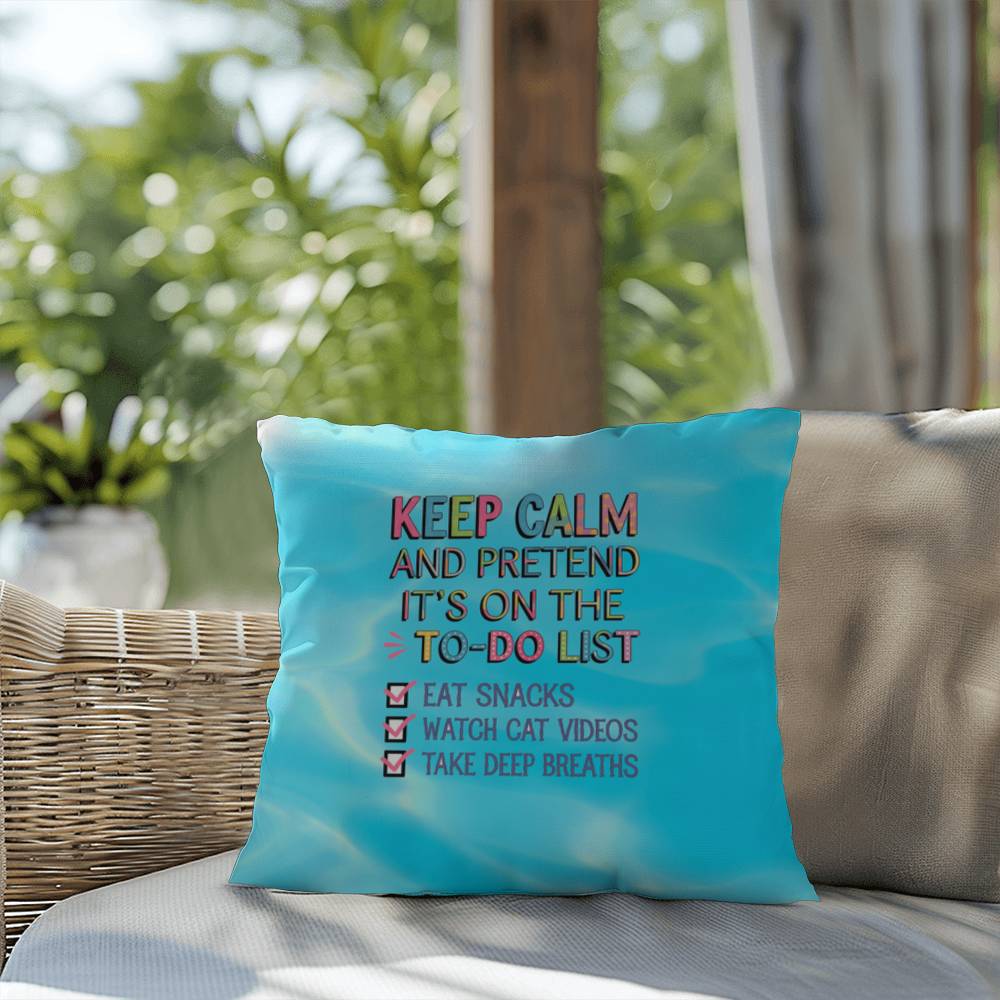 KEEP CALM
AND PRETEND
IT'S ON THE
TO-DO LIST
EAT SNACKS
WATCH CAT VIDEOS
TAKE DEEP BREATHS